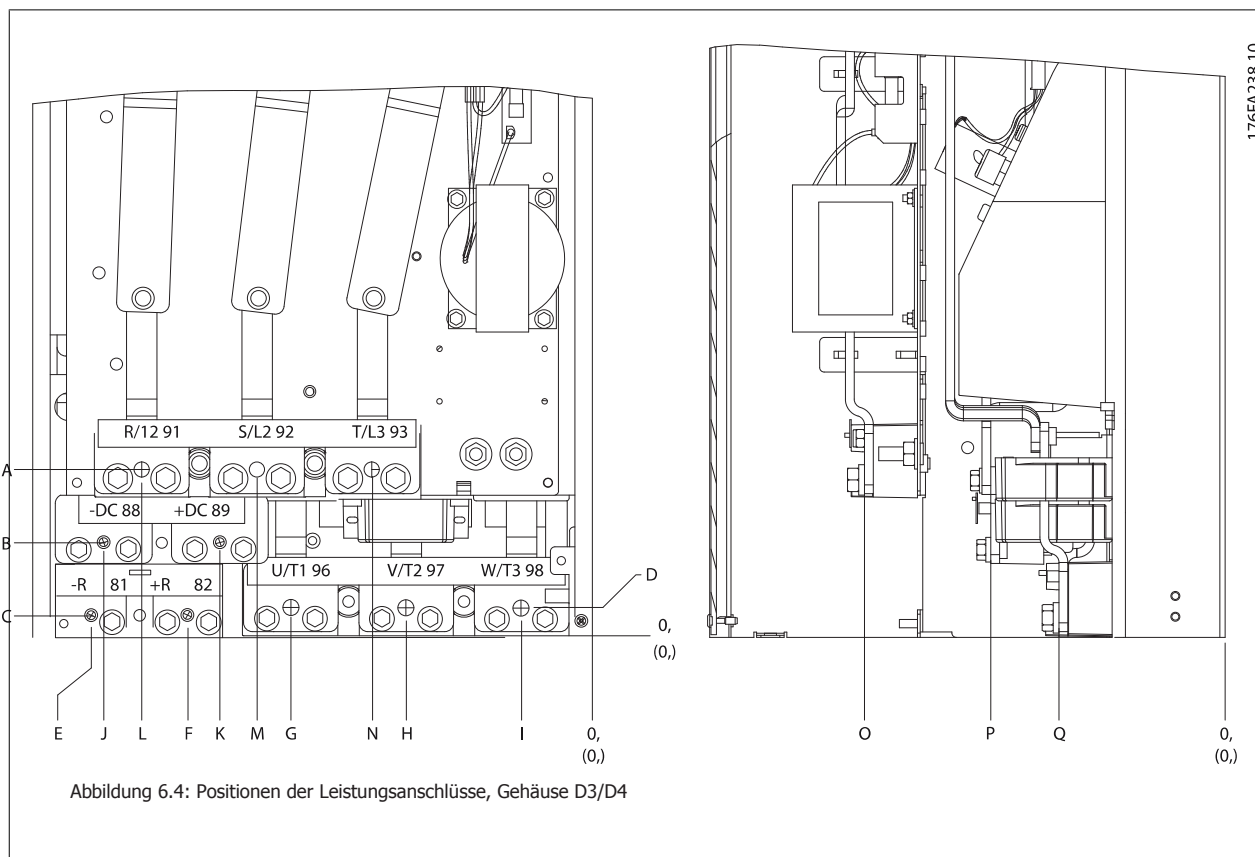 176FA238.10
R/12 91 S/L2 92 T/L3 93
A
-DC 88 +DC 89
B
U/T1 96 V/T2 97 W/T3 98
-R 81 +R 82
D
C
0,
(0,)
E J L F K M G N H I 0,
(0,)
O P Q 0,
(0,)
Abbildung 6.4: Positionen der Leistungsanschlüsse, Gehäuse D3/D4